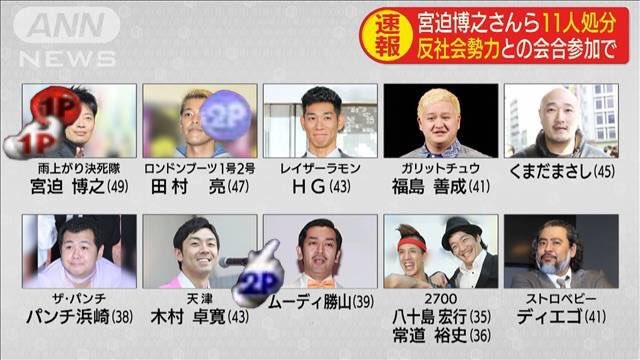 ANN
NEWS
速報
宮迫博之さんら11人処分
反社会勢力との会合参加で
1P
1P
2P
雨上がり決死隊
宮迫 博之(49)
ロンドンブーツ1号2号
田村 亮(47)
レイザーラモン
HG(43)
ガリットチュウ
福島 善成(41)
くまだまさし(45)
2P
ザ・パンチ
パンチ浜崎(38)
天津
木村 卓寛(43)
ムーディ勝山(39)
2700
八十島 宏行(35)
常道 裕史(36)
ストロベビー
ディエゴ(41)